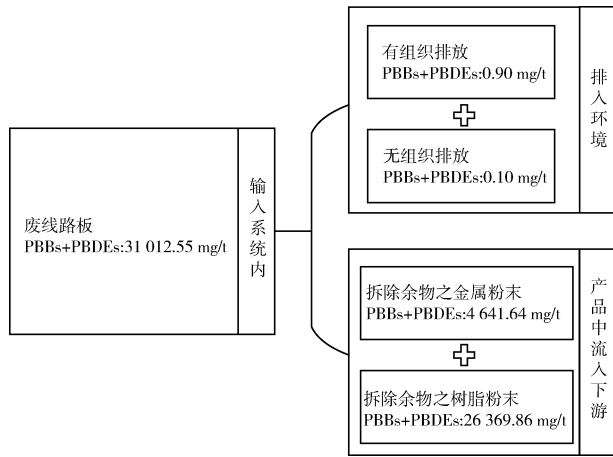 废线路板
PBBs+PBDEs:31 012.55 mg/t
输入系统内
有组织排放
PBBs+PBDEs:0.90 mg/t
无组织排放
PBBs+PBDEs:0.10 mg/t
排入环境
拆除余物之金属粉末
PBBs+PBDEs:4 641.64 mg/t
拆除余物之树脂粉末
PBBs+PBDEs:26 369.86 mg/t
产品中流入下游